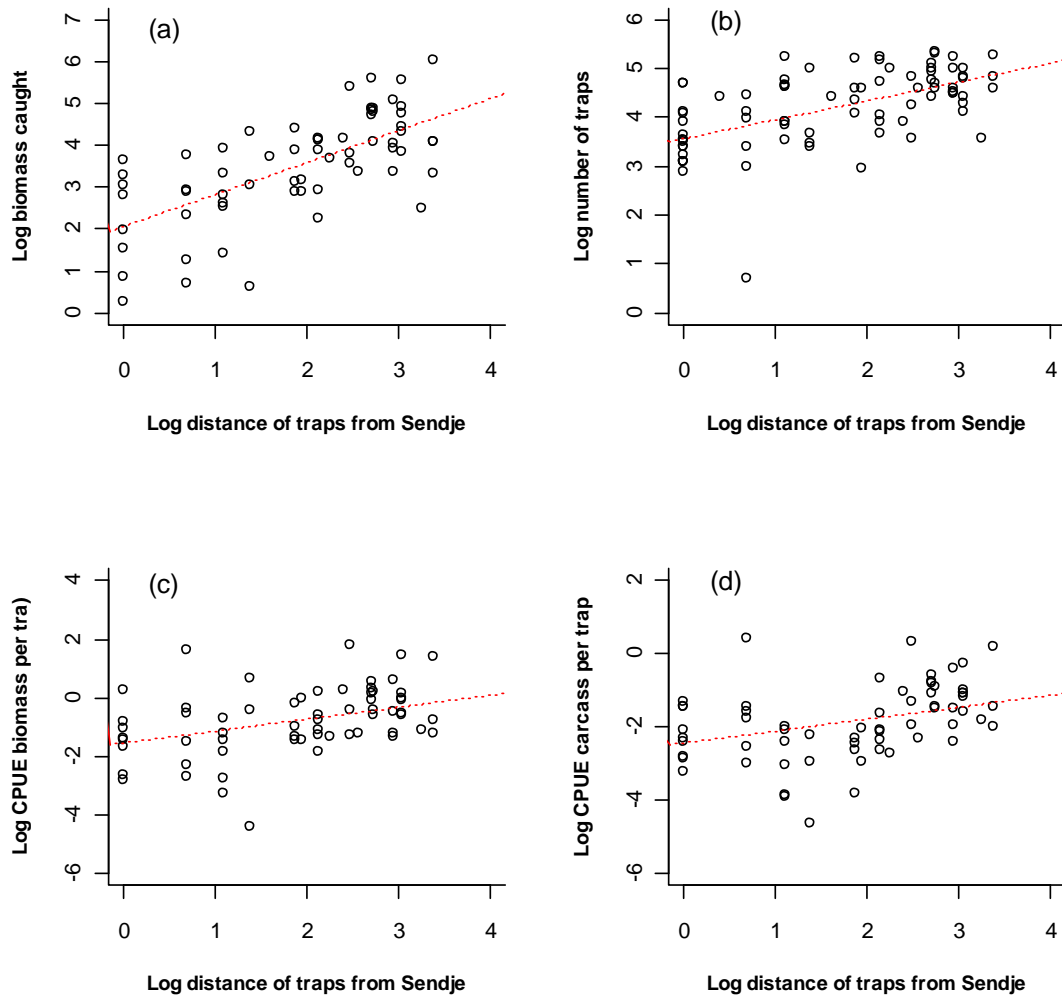 (a)
Log biomass caught
0 1 2 3 4 5 6 7
0 1 2 3 4
Log distance of traps from Sendje
(b)
Log number of traps
0 1 2 3 4 5 6
0 1 2 3 4
Log distance of traps from Sendje
(c)
Log CPUE biomass per tra)
-6 -4 -2 0 2 4
0 1 2 3 4
Log distance of traps from Sendje
(d)
Log CPUE carcass per trap
-6 -4 -2 0 2
0 1 2 3 4
Log distance of traps from Sendje